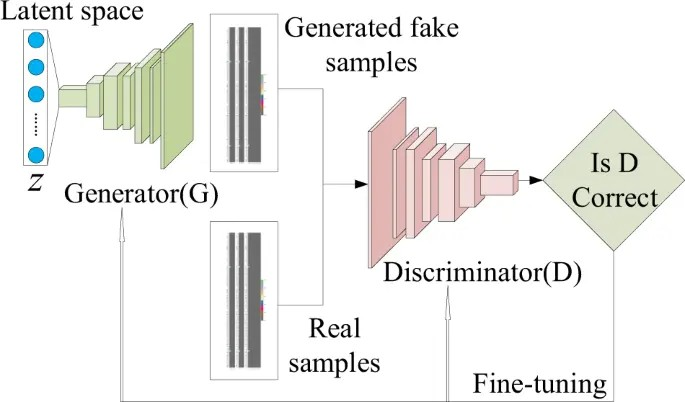 Latent space
z
Generator(G)
Generated fake
samples
Real
samples
Discriminator(D)
Is D
Correct
Fine-tuning